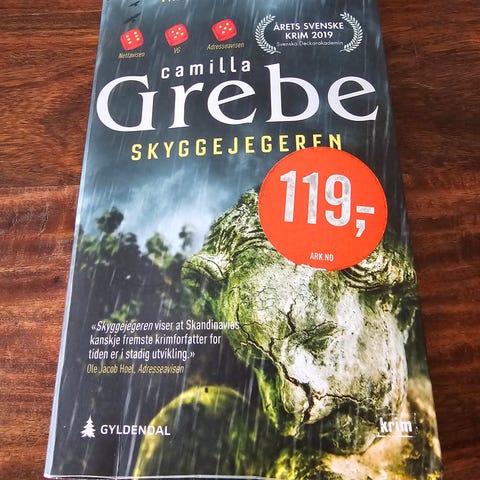 ÅRETS SVENSKE
KRIM 2019
Svenska Deckarakademin
Nettavisen
VG
Adresseavisen
camilla
Grebe
SKYGGEJEGEREN
119,-
ARK.NO
«Skyggejegeren viser at Skandinavias
kanskje fremste krimforfatter for
tiden er i stadig utvikling.»
Ole Jacob Hoel, Adresseavisen
GYLDENDAL
krim